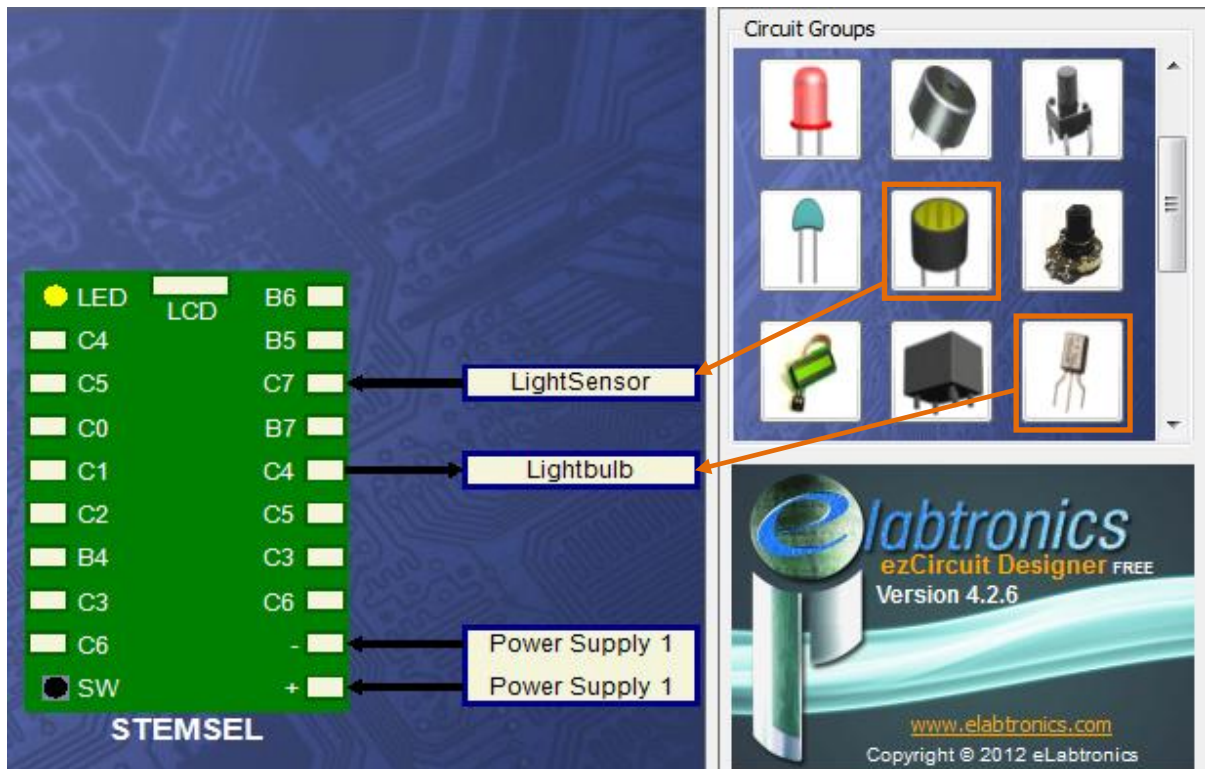 Circuit Groups
LED
LCD
B6
C4
B5
C5
C7
LightSensor
C0
B7
C1
C4
Lightbulb
C2
C5
B4
C3
C3
C6
C6
-
Power Supply 1
SW
+
Power Supply 1
STEMSEL
elabtronics
ezCircuit Designer FREE
Version 4.2.6
www.elabtronics.com
Copyright © 2012 eLabtronics